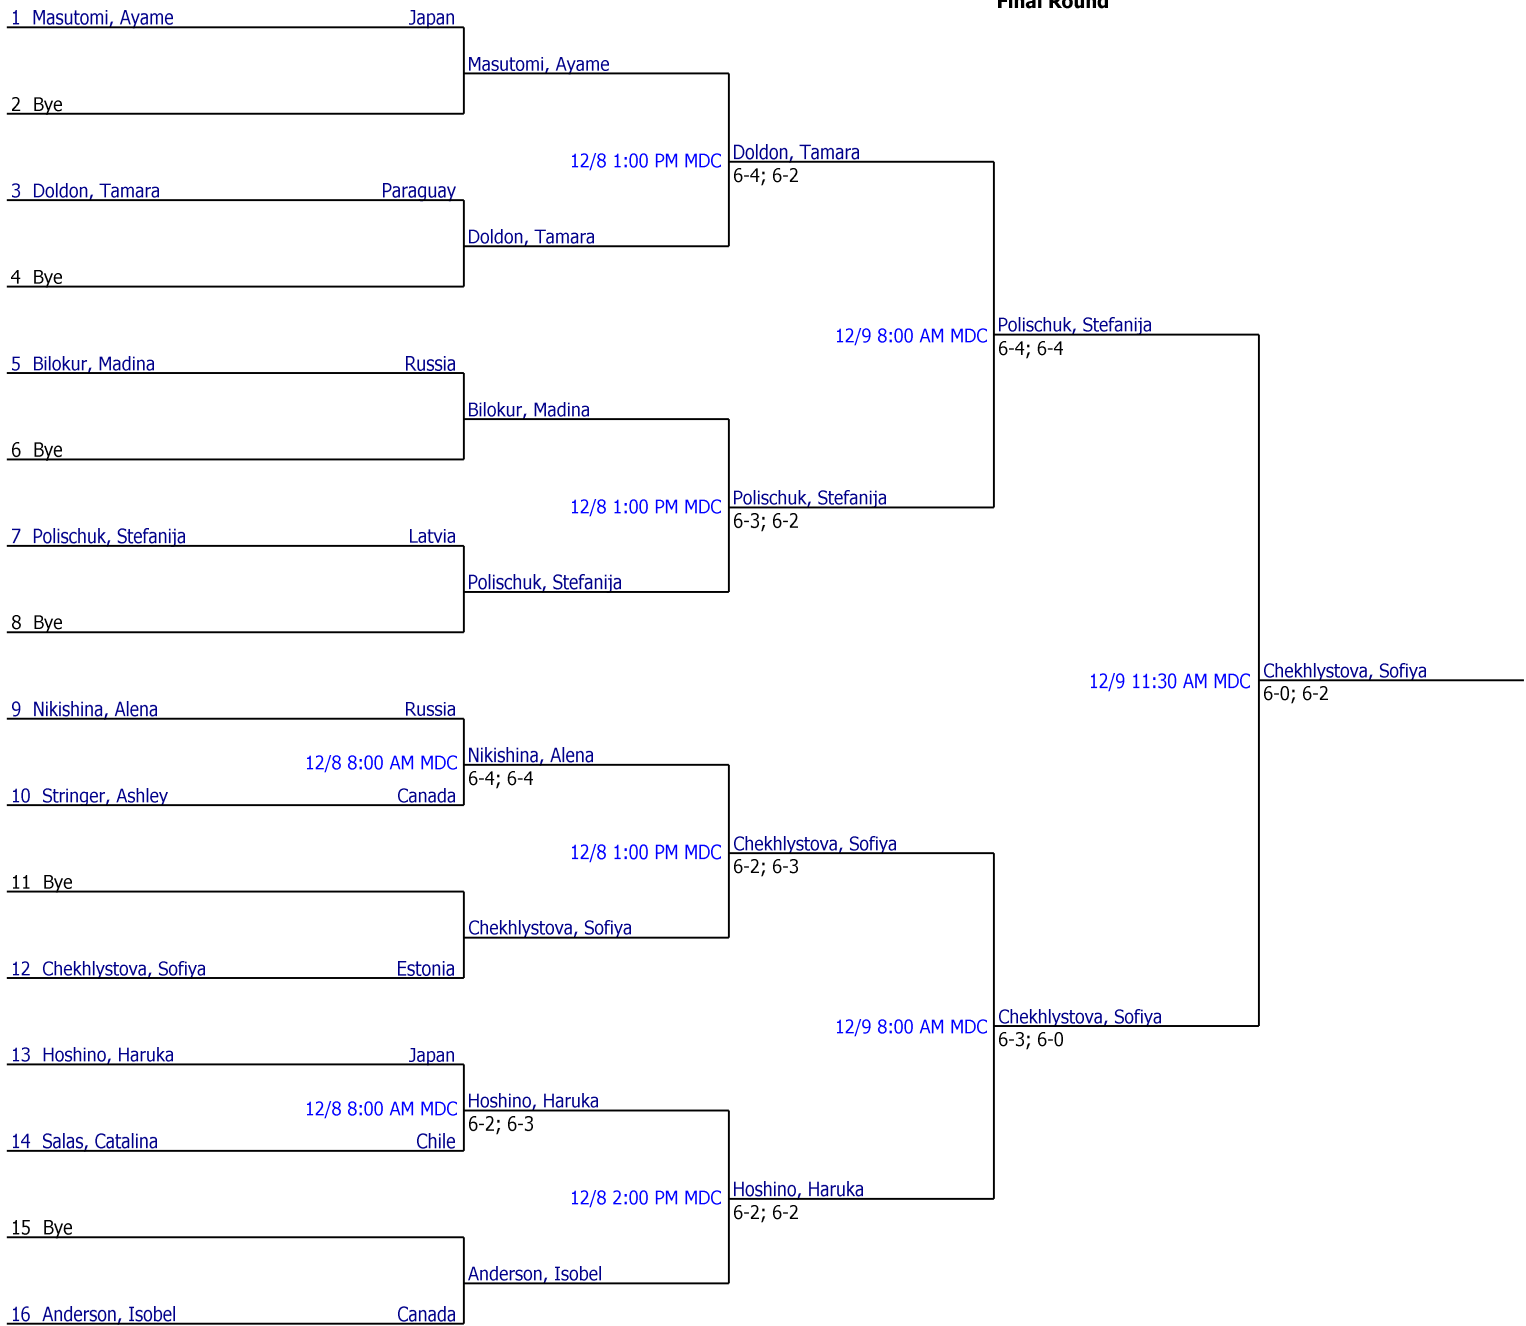 Final Round
1 Masutomi, Ayame Japan
Masutomi, Ayame
2 Bye
12/8 1:00 PM MDC Doldon, Tamara
6-4; 6-2
3 Doldon, Tamara Paraguay
Doldon, Tamara
4 Bye
12/9 8:00 AM MDC Polischuk, Stefanija
6-4; 6-4
5 Bilokur, Madina Russia
Bilokur, Madina
6 Bye
12/8 1:00 PM MDC Polischuk, Stefanija
6-3; 6-2
7 Polischuk, Stefanija Latvia
Polischuk, Stefanija
8 Bye
12/9 11:30 AM MDC Chekhlystova, Sofiya
6-0; 6-2
9 Nikishina, Alena Russia
12/8 8:00 AM MDC Nikishina, Alena
6-4; 6-4
10 Stringer, Ashley Canada
12/8 1:00 PM MDC Chekhlystova, Sofiya
6-2; 6-3
11 Bye
Chekhlystova, Sofiya
12 Chekhlystova, Sofiya Estonia
12/9 8:00 AM MDC Chekhlystova, Sofiya
6-3; 6-0
13 Hoshino, Haruka Japan
12/8 8:00 AM MDC Hoshino, Haruka
6-2; 6-3
14 Salas, Catalina Chile
12/8 2:00 PM MDC Hoshino, Haruka
6-2; 6-2
15 Bye
Anderson, Isobel
16 Anderson, Isobel Canada